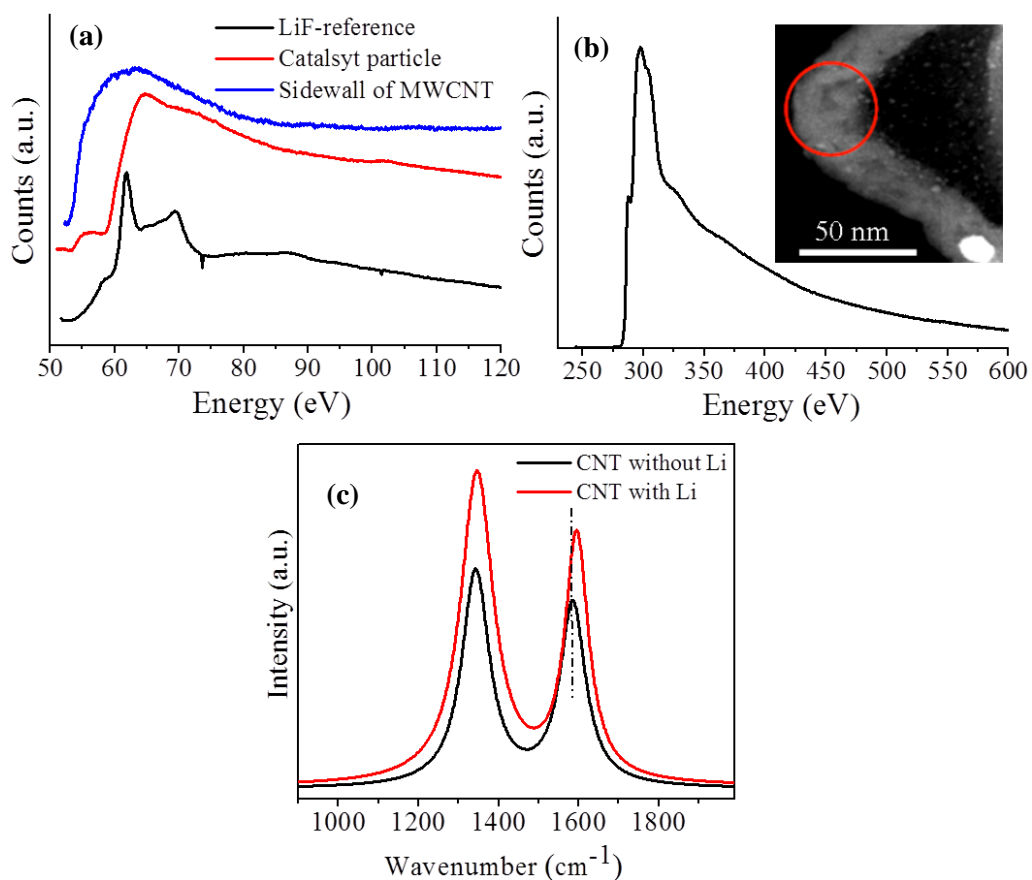 (a)
LiF-reference
Catalsyt particle
Sidewall of MWCNT
Counts (a.u.)
50 60 70 80 90 100 110 120
Energy (eV)
(b)
50 nm
Counts (a.u.)
250 300 350 400 450 500 550 600
Energy (eV)
(c)
CNT without Li
CNT with Li
Intensity (a.u.)
1000 1200 1400 1600 1800
Wavenumber (cm⁻¹)